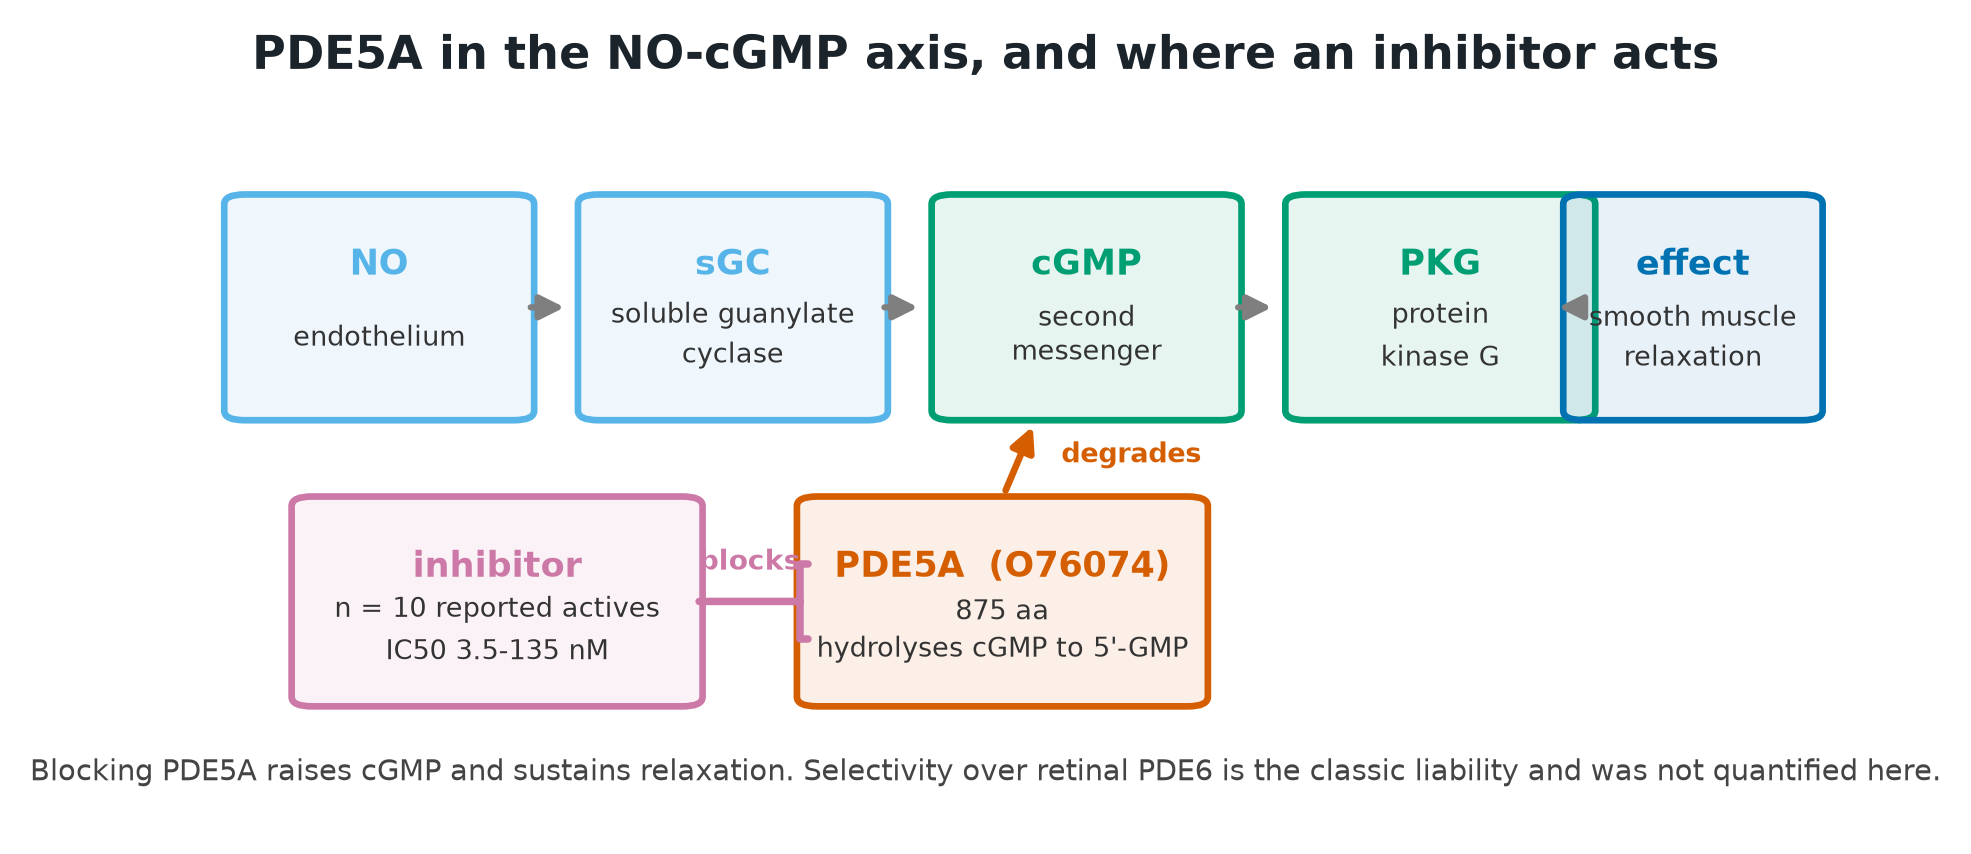 PDE5A in the NO-cGMP axis, and where an inhibitor acts
NO
endothelium
sGC
soluble guanylate
cyclase
cGMP
second
messenger
PKG
protein
kinase G
effect
smooth muscle
relaxation
degrades
inhibitor
n = 10 reported actives
IC50 3.5-135 nM
blocks
PDE5A (O76074)
875 aa
hydrolyses cGMP to 5'-GMP
Blocking PDE5A raises cGMP and sustains relaxation. Selectivity over retinal PDE6 is the classic liability and was not quantified here.